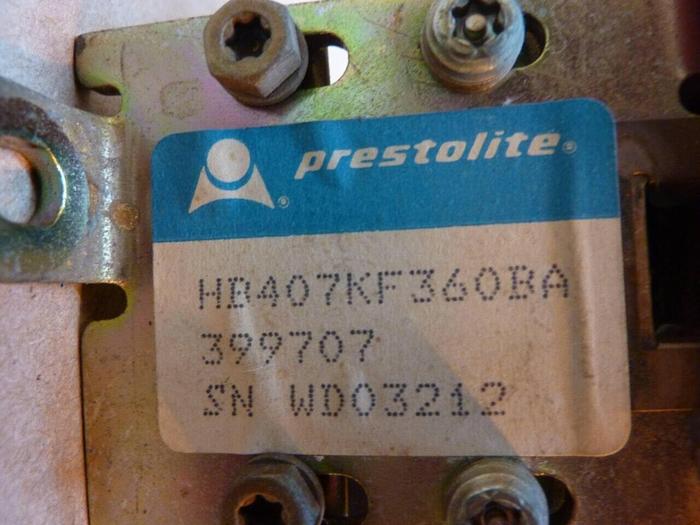 prestolite®
®
HB407KF360BA
399707
SN WD03212